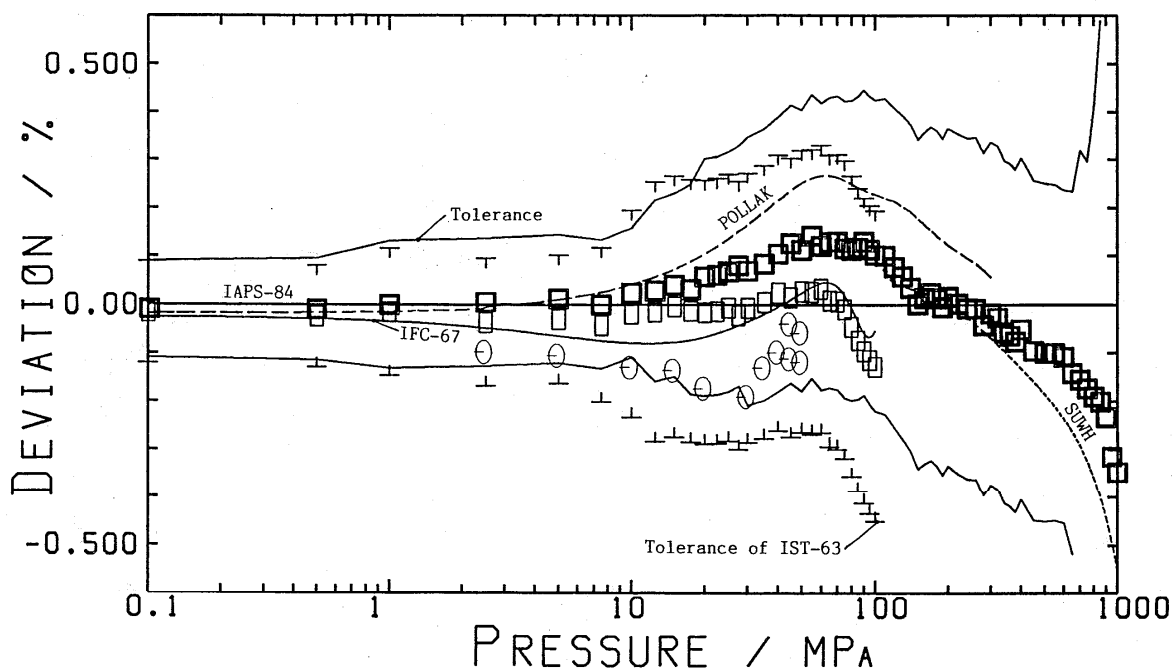 0.500
Tolerance
POLLAK
DEVIATION / %
0.00
IAPS-84
IFC-67
SUWH
-0.500
Tolerance of IST-63
0.1
1
10
100
1000
PRESSURE / MPA